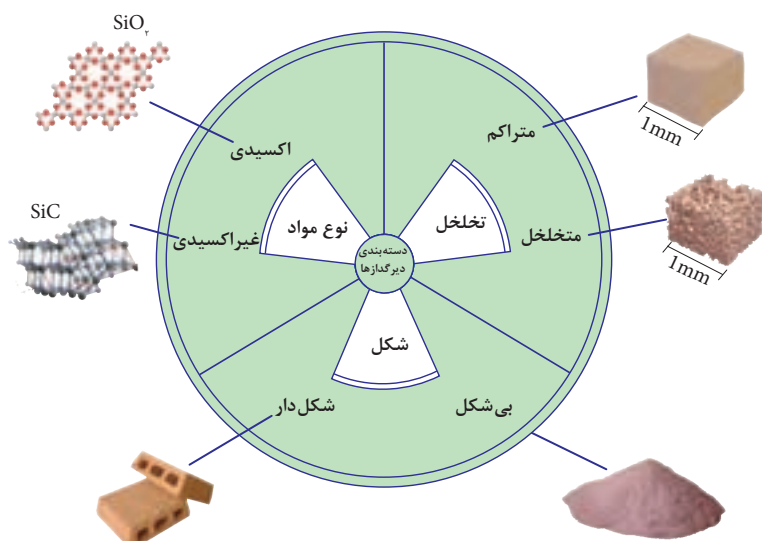 SiO۲
اکسیدی
متراکم
1mm
SiC
غیراکسیدی
نوع مواد
تخلخل
متخلخل
1mm
دسته‌بندی
دیرگدازها
شکل
شکل‌دار
بی‌شکل